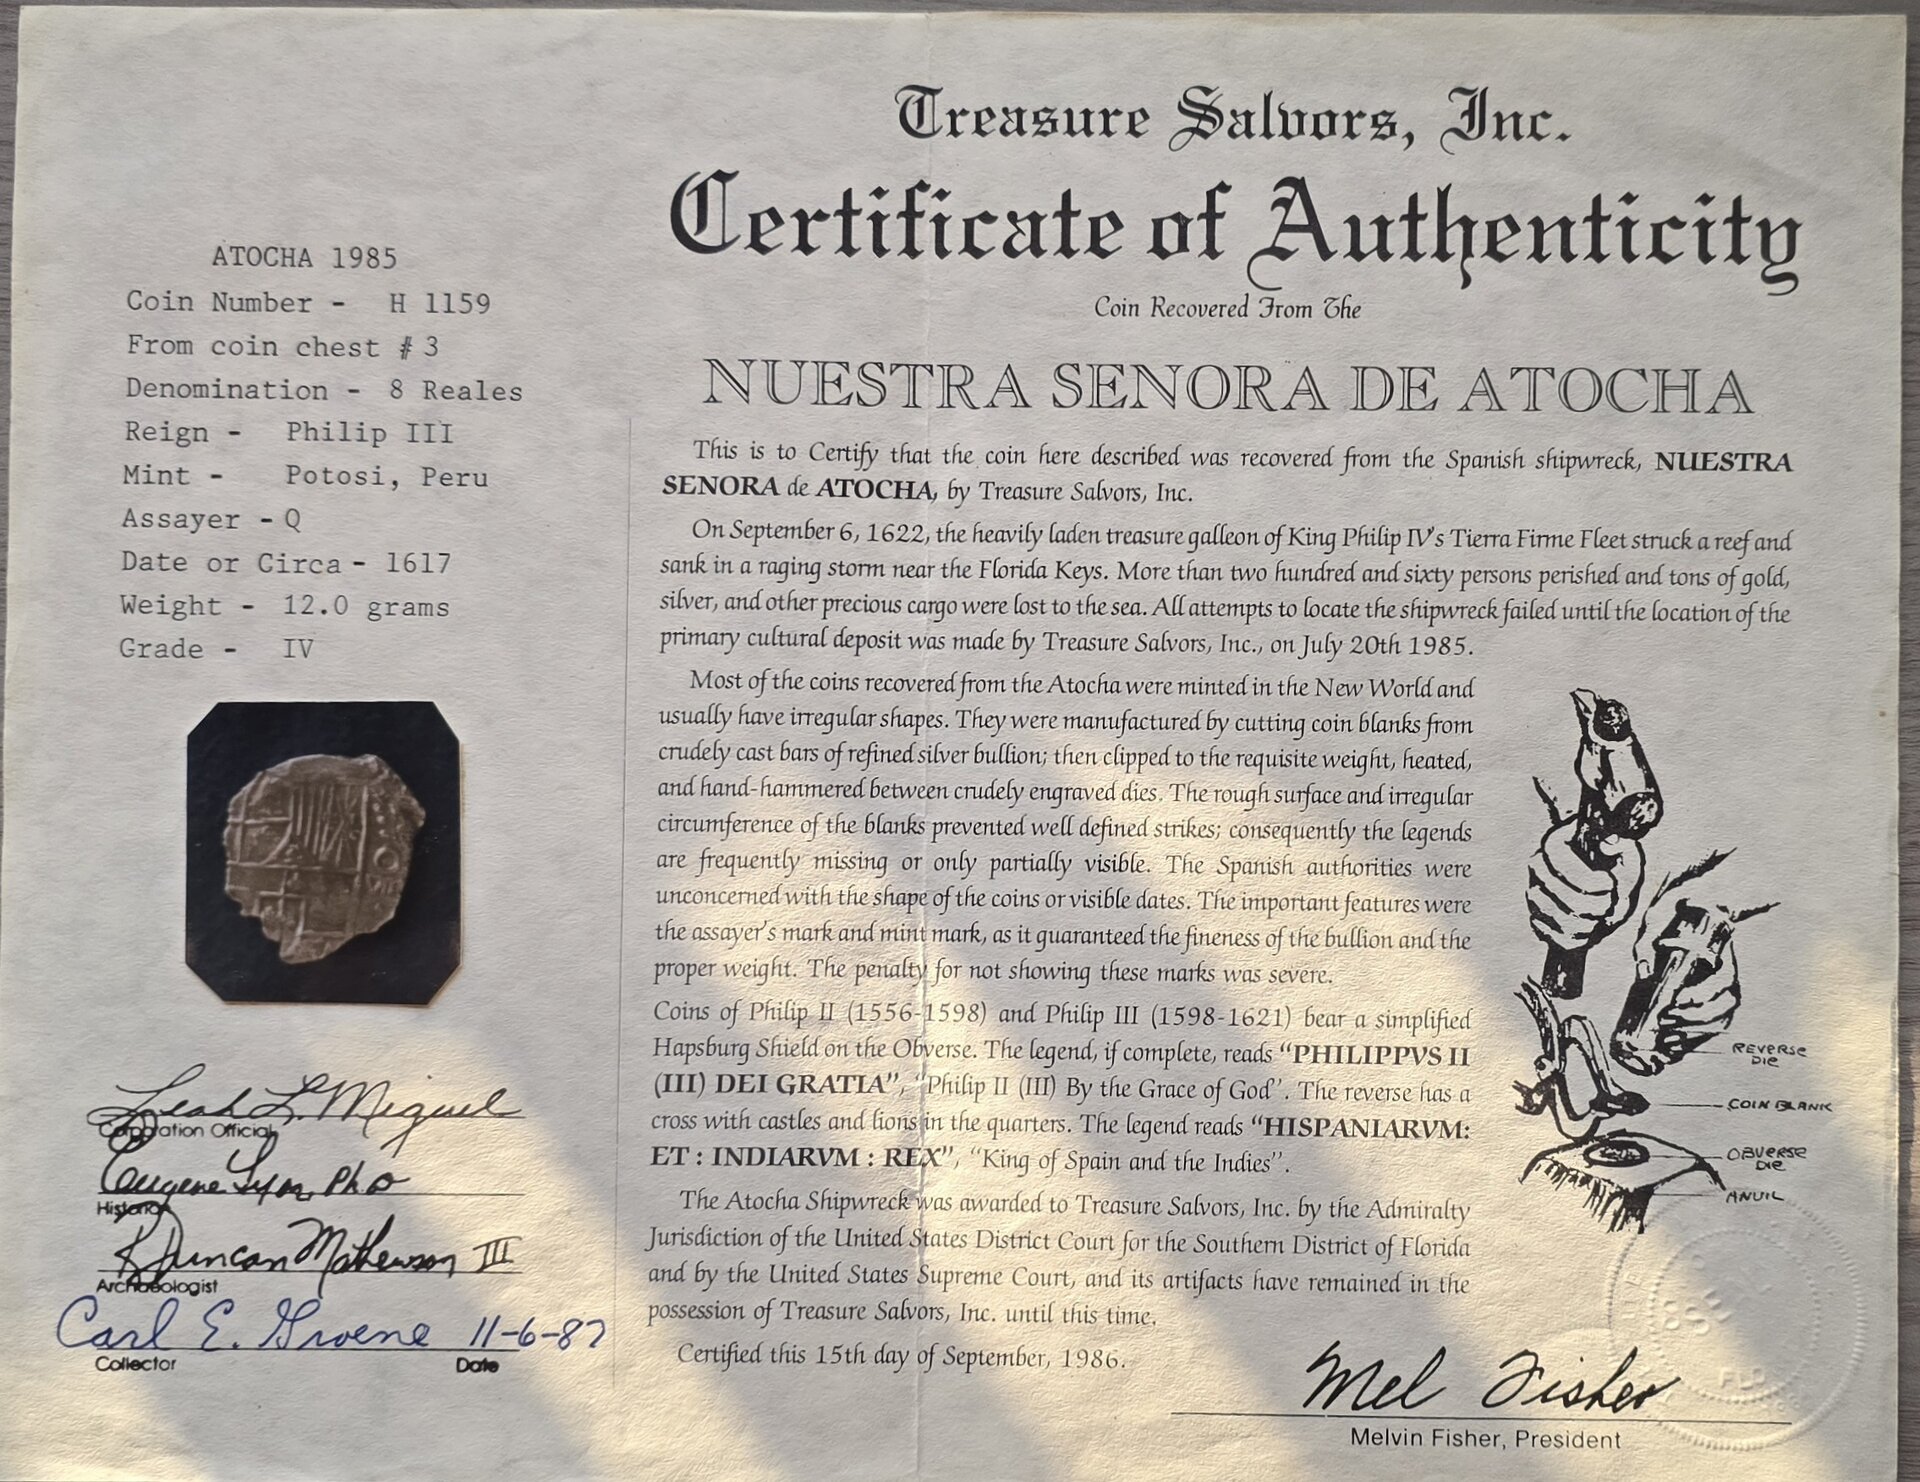 Treasure Salvors, Inc.
Certificate of Authenticity
Coin Recovered From The
NUESTRA SENORA DE ATOCHA
ATOCHA 1985
Coin Number - H 1159
From coin chest # 3
Denomination - 8 Reales
Reign - Philip III
Mint - Potosi, Peru
Assayer - Q
Date or Circa - 1617
Weight - 12.0 grams
Grade - IV
Leah L. Miguel
Corporation Official
Eugene Lyon, PhD
Historian
R Duncan Mathewson III
Archaeologist
Carl E. Groene 11-6-87
Collector Date
This is to Certify that the coin here described was recovered from the Spanish shipwreck, NUESTRA
SENORA de ATOCHA, by Treasure Salvors, Inc.
On September 6, 1622, the heavily laden treasure galleon of King Philip IV's Tierra Firme Fleet struck a reef and
sank in a raging storm near the Florida Keys. More than two hundred and sixty persons perished and tons of gold,
silver, and other precious cargo were lost to the sea. All attempts to locate the shipwreck failed until the location of the
primary cultural deposit was made by Treasure Salvors, Inc., on July 20th 1985.
Most of the coins recovered from the Atocha were minted in the New World and
usually have irregular shapes. They were manufactured by cutting coin blanks from
crudely cast bars of refined silver bullion; then clipped to the requisite weight, heated,
and hand-hammered between crudely engraved dies. The rough surface and irregular
circumference of the blanks prevented well defined strikes; consequently the legends
are frequently missing or only partially visible. The Spanish authorities were
unconcerned with the shape of the coins or visible dates. The important features were
the assayer's mark and mint mark, as it guaranteed the fineness of the bullion and the
proper weight. The penalty for not showing these marks was severe.
Coins of Philip II (1556-1598) and Philip III (1598-1621) bear a simplified
Hapsburg Shield on the Obverse. The legend, if complete, reads "PHILIPPVS II
(III) DEI GRATIA", "Philip II (III) By the Grace of God". The reverse has a
cross with castles and lions in the quarters. The legend reads "HISPANIARVM:
ET : INDIARVM : REX", "King of Spain and the Indies".
The Atocha Shipwreck was awarded to Treasure Salvors, Inc. by the Admiralty
Jurisdiction of the United States District Court for the Southern District of Florida
and by the United States Supreme Court, and its artifacts have remained in the
possession of Treasure Salvors, Inc. until this time.
Certified this 15th day of September, 1986.
REVERSE
DIE
COIN BLANK
OBVERSE
DIE
ANVIL
Mel Fisher
Melvin Fisher, President